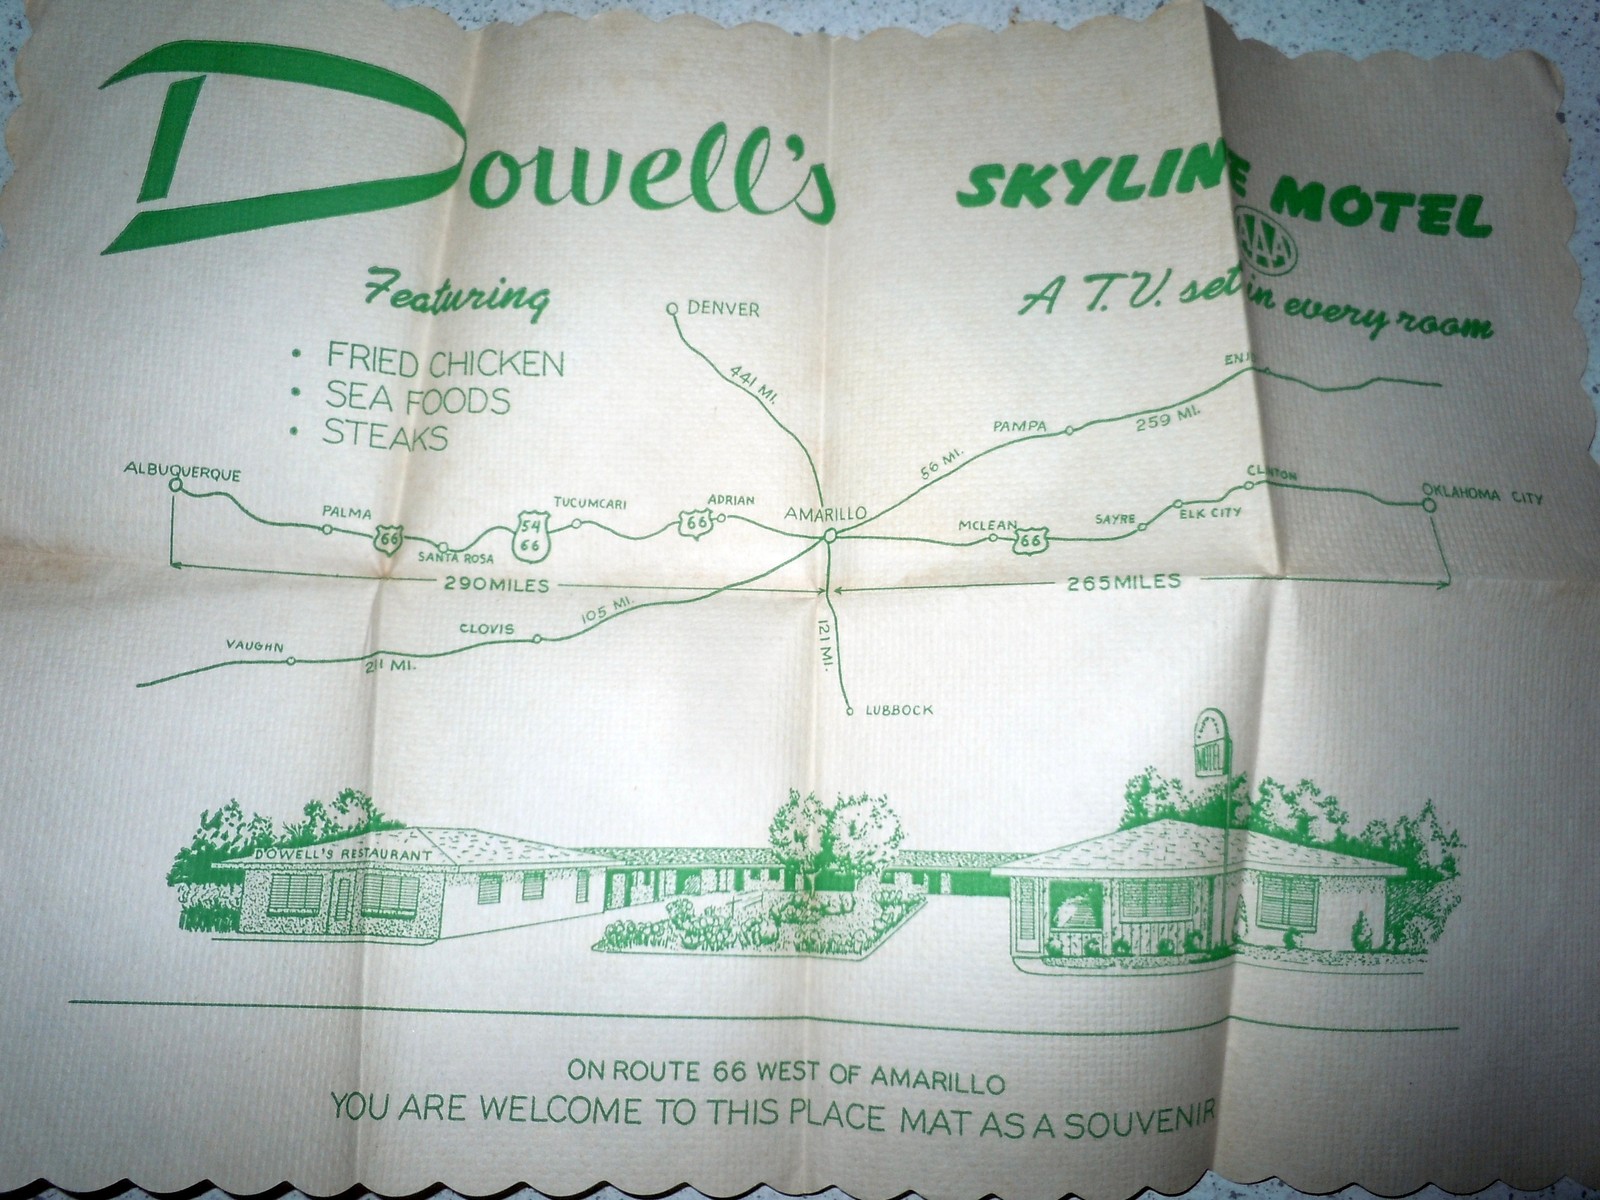 Dowell's
SKYLINE MOTEL
AAA
A T.V. set in every room
Featuring
• FRIED CHICKEN
• SEA FOODS
• STEAKS
DENVER
441 MI.
PAMPA
56 MI.
259 MI.
ALBUQUERQUE
PALMA
66
SANTA ROSA
54
66
TUCUMCARI
66
ADRIAN
AMARILLO
MCLEAN
66
SAYRE
ELK CITY
CLINTON
OKLAHOMA CITY
290 MILES
265 MILES
VAUGHN
211 MI.
CLOVIS
105 MI.
121 MI.
LUBBOCK
MOTEL
DOWELL'S RESTAURANT
ON ROUTE 66 WEST OF AMARILLO
YOU ARE WELCOME TO THIS PLACE MAT AS A SOUVENIR